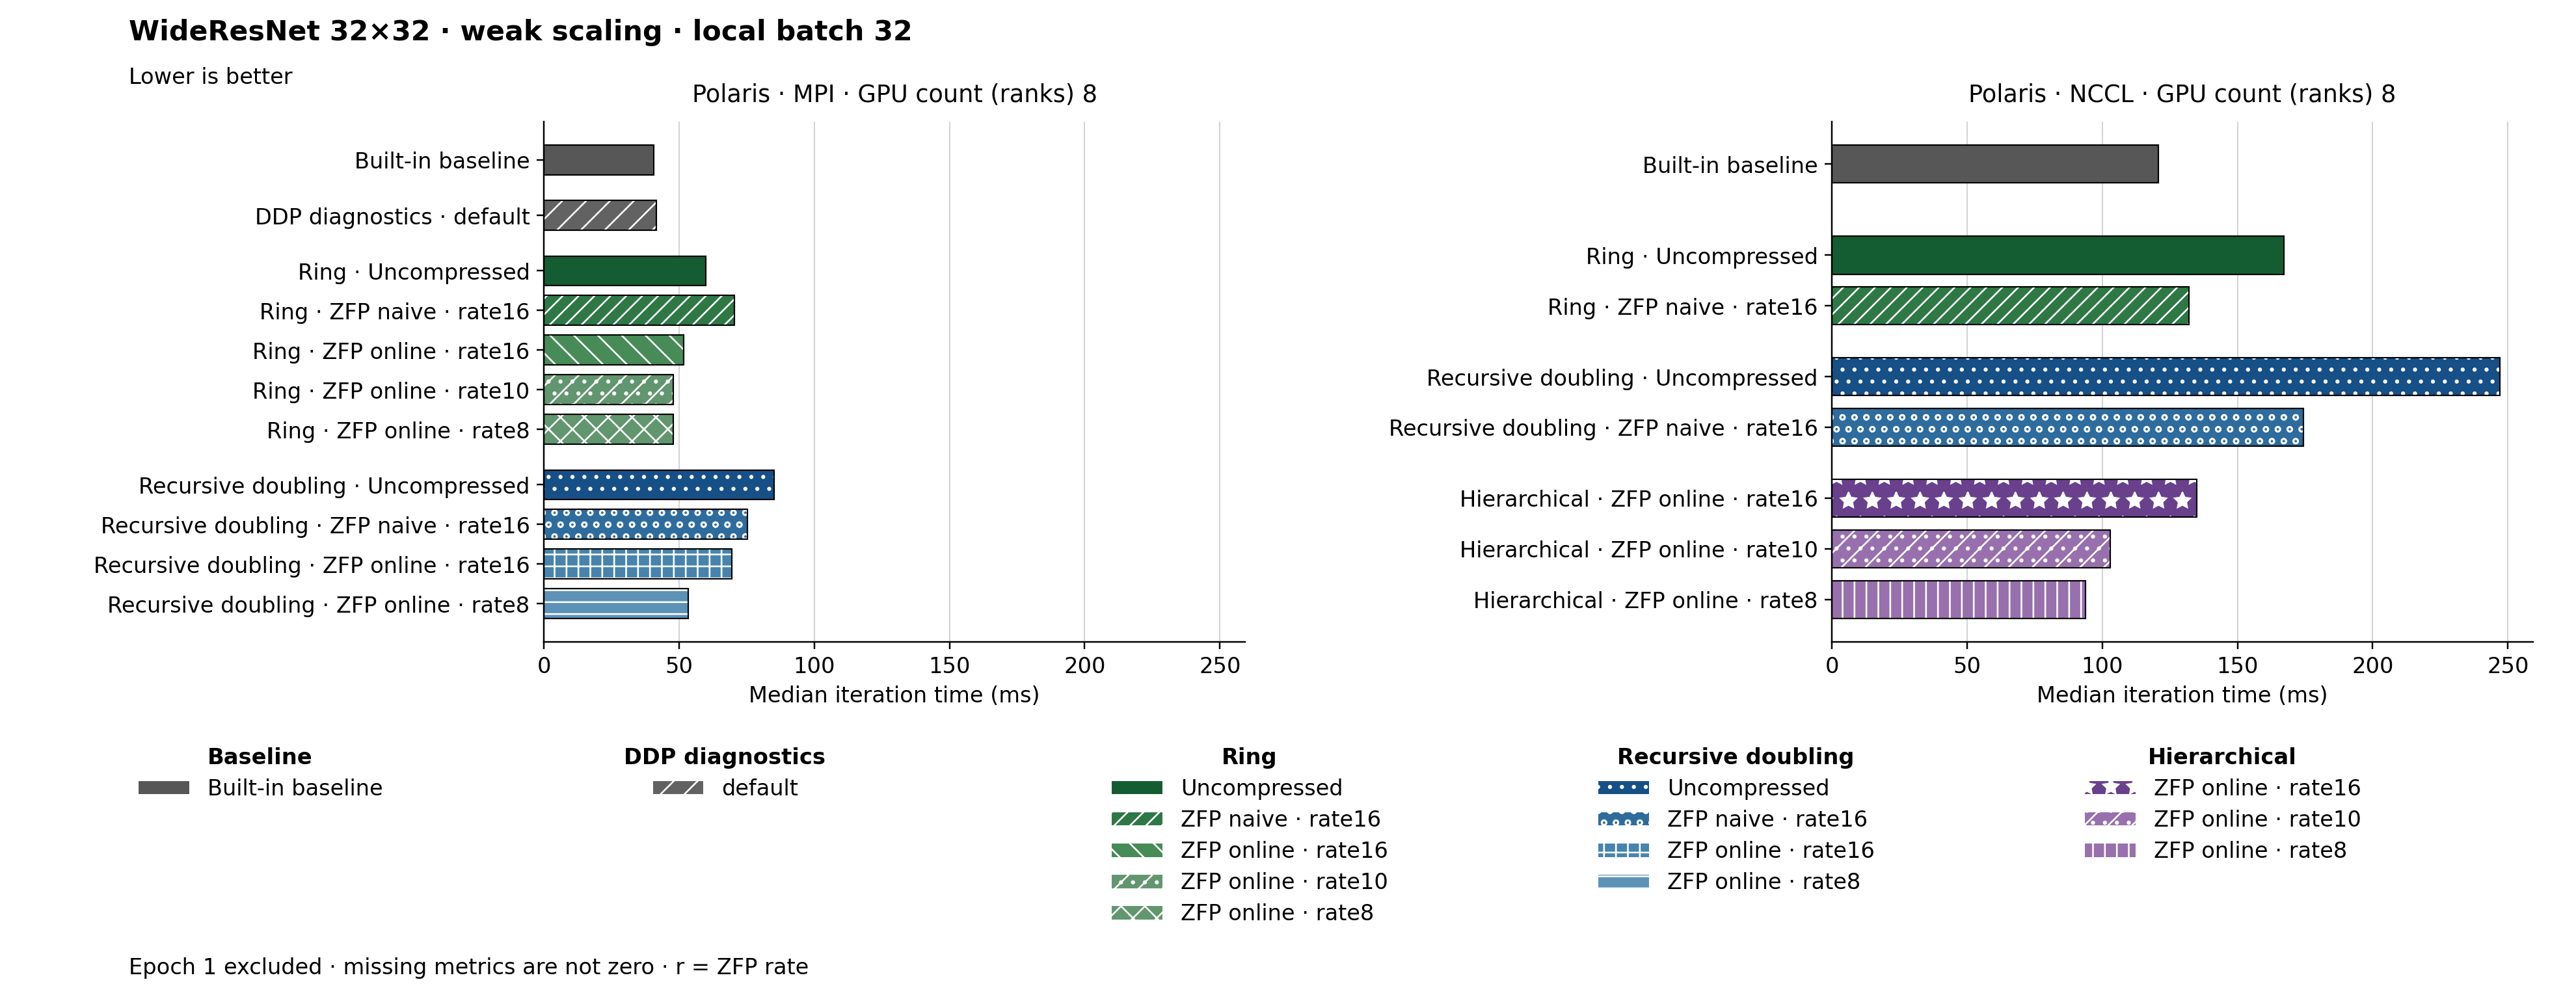 WideResNet 32×32 · weak scaling · local batch 32
Lower is better
Polaris · MPI · GPU count (ranks) 8
Built-in baseline
DDP diagnostics · default
Ring · Uncompressed
Ring · ZFP naive · rate16
Ring · ZFP online · rate16
Ring · ZFP online · rate10
Ring · ZFP online · rate8
Recursive doubling · Uncompressed
Recursive doubling · ZFP naive · rate16
Recursive doubling · ZFP online · rate16
Recursive doubling · ZFP online · rate8
0 50 100 150 200 250
Median iteration time (ms)
Polaris · NCCL · GPU count (ranks) 8
Built-in baseline
Ring · Uncompressed
Ring · ZFP naive · rate16
Recursive doubling · Uncompressed
Recursive doubling · ZFP naive · rate16
Hierarchical · ZFP online · rate16
Hierarchical · ZFP online · rate10
Hierarchical · ZFP online · rate8
0 50 100 150 200 250
Median iteration time (ms)
Baseline
Built-in baseline
DDP diagnostics
default
Ring
Uncompressed
ZFP naive · rate16
ZFP online · rate16
ZFP online · rate10
ZFP online · rate8
Recursive doubling
Uncompressed
ZFP naive · rate16
ZFP online · rate16
ZFP online · rate8
Hierarchical
ZFP online · rate16
ZFP online · rate10
ZFP online · rate8
Epoch 1 excluded · missing metrics are not zero · r = ZFP rate